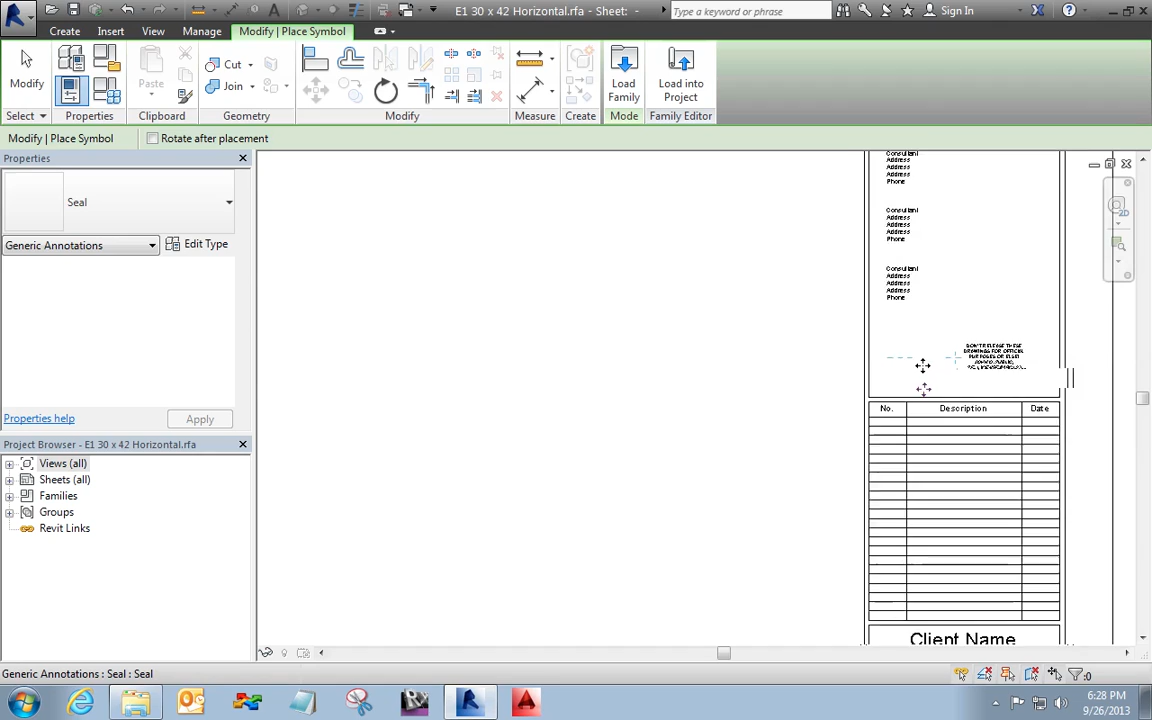 E1 30 x 42 Horizontal.rfa - Sheet: -
Type a keyword or phrase
Sign In
Create
Insert
View
Manage
Modify | Place Symbol
Modify
Paste
Cut
Join
Load
Family
Load into
Project
Select
Properties
Clipboard
Geometry
Modify
Measure
Create
Mode
Family Editor
Modify | Place Symbol
Rotate after placement
Properties
Seal
Generic Annotations
Edit Type
Properties help
Apply
Project Browser - E1 30 x 42 Horizontal.rfa
Views (all)
Sheets (all)
Families
Groups
Revit Links
2D
Consultant
Address
Address
Address
Phone
Consultant
Address
Address
Address
Phone
Consultant
Address
Address
Address
Phone
No.
Description
Date
Client Name
Generic Annotations : Seal : Seal
:0
6:28 PM
9/26/2013